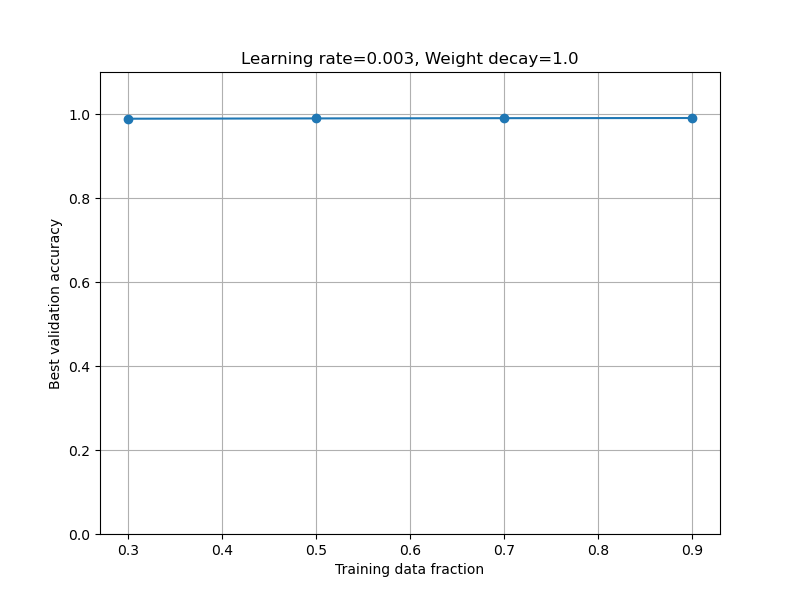 Learning rate=0.003, Weight decay=1.0
Best validation accuracy
1.0
0.8
0.6
0.4
0.2
0.0
0.3 0.4 0.5 0.6 0.7 0.8 0.9
Training data fraction